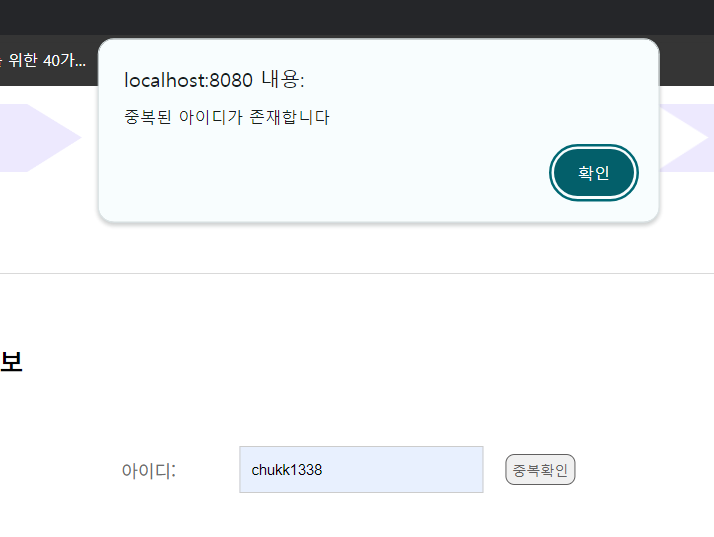 위한 40가...
localhost:8080 내용:
중복된 아이디가 존재합니다
확인
보
아이디:
chukk1338
중복확인